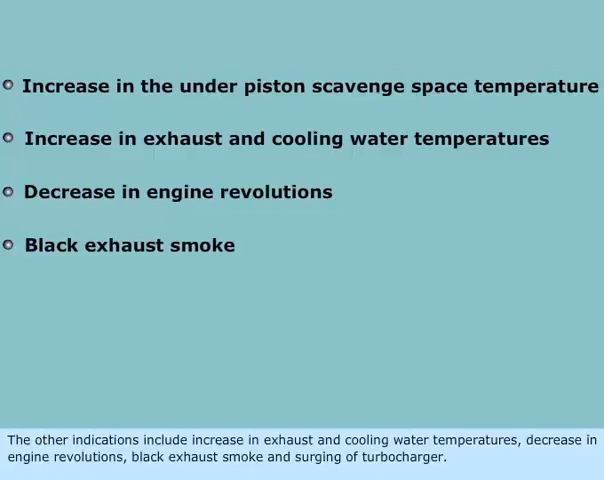 Increase in the under piston scavenge space temperature
Increase in exhaust and cooling water temperatures
Decrease in engine revolutions
Black exhaust smoke
The other indications include increase in exhaust and cooling water temperatures, decrease in
engine revolutions, black exhaust smoke and surging of turbocharger.